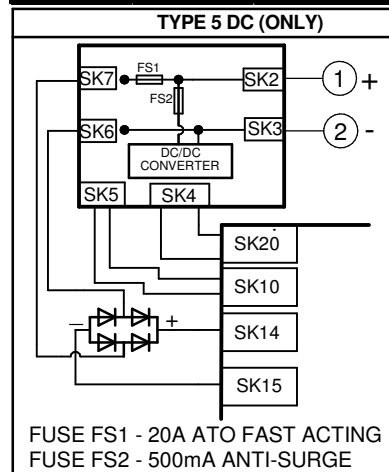 TYPE 5 DC (ONLY)
SK7
FS1
SK2
1 +
FS2
SK6
SK3
2 -
DC/DC
CONVERTER
SK5
SK4
SK20
SK10
– +
SK14
SK15
FUSE FS1 - 20A ATO FAST ACTING
FUSE FS2 - 500mA ANTI-SURGE